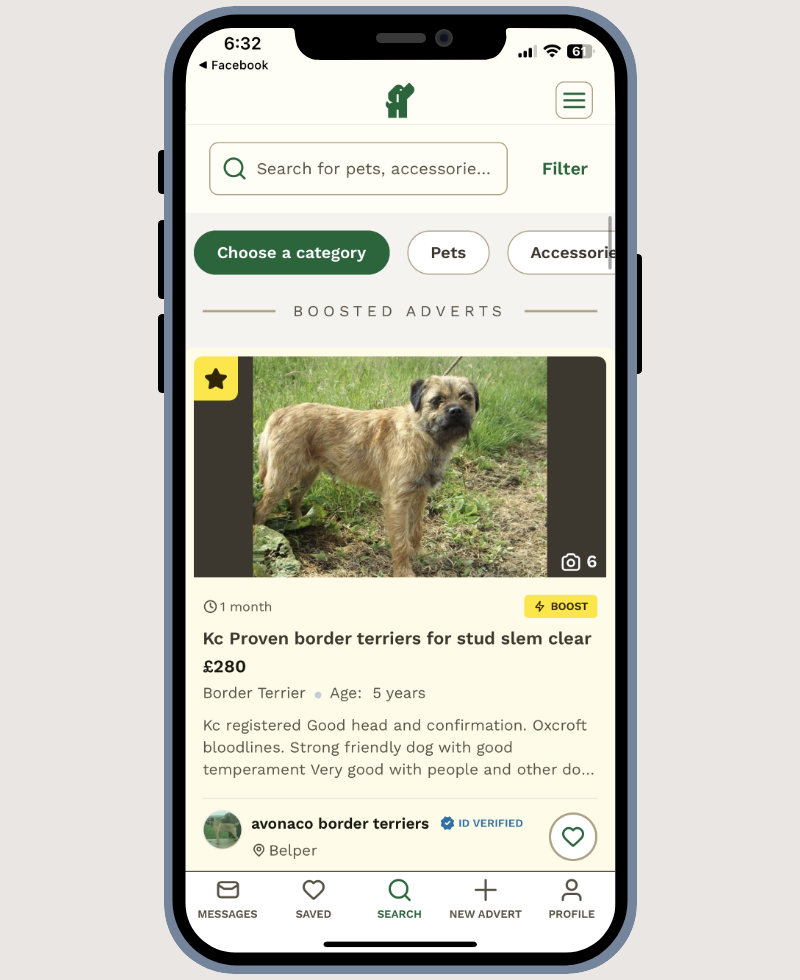 6:32
61
Facebook
Search for pets, accessorie...
Filter
Choose a category
Pets
Accessorie
BOOSTED ADVERTS
6
1 month
BOOST
Kc Proven border terriers for stud slem clear
£280
Border Terrier
Age: 5 years
Kc registered Good head and confirmation. Oxcroft
bloodlines. Strong friendly dog with good
temperament Very good with people and other do...
avonaco border terriers
ID VERIFIED
Belper
MESSAGES
SAVED
SEARCH
NEW ADVERT
PROFILE